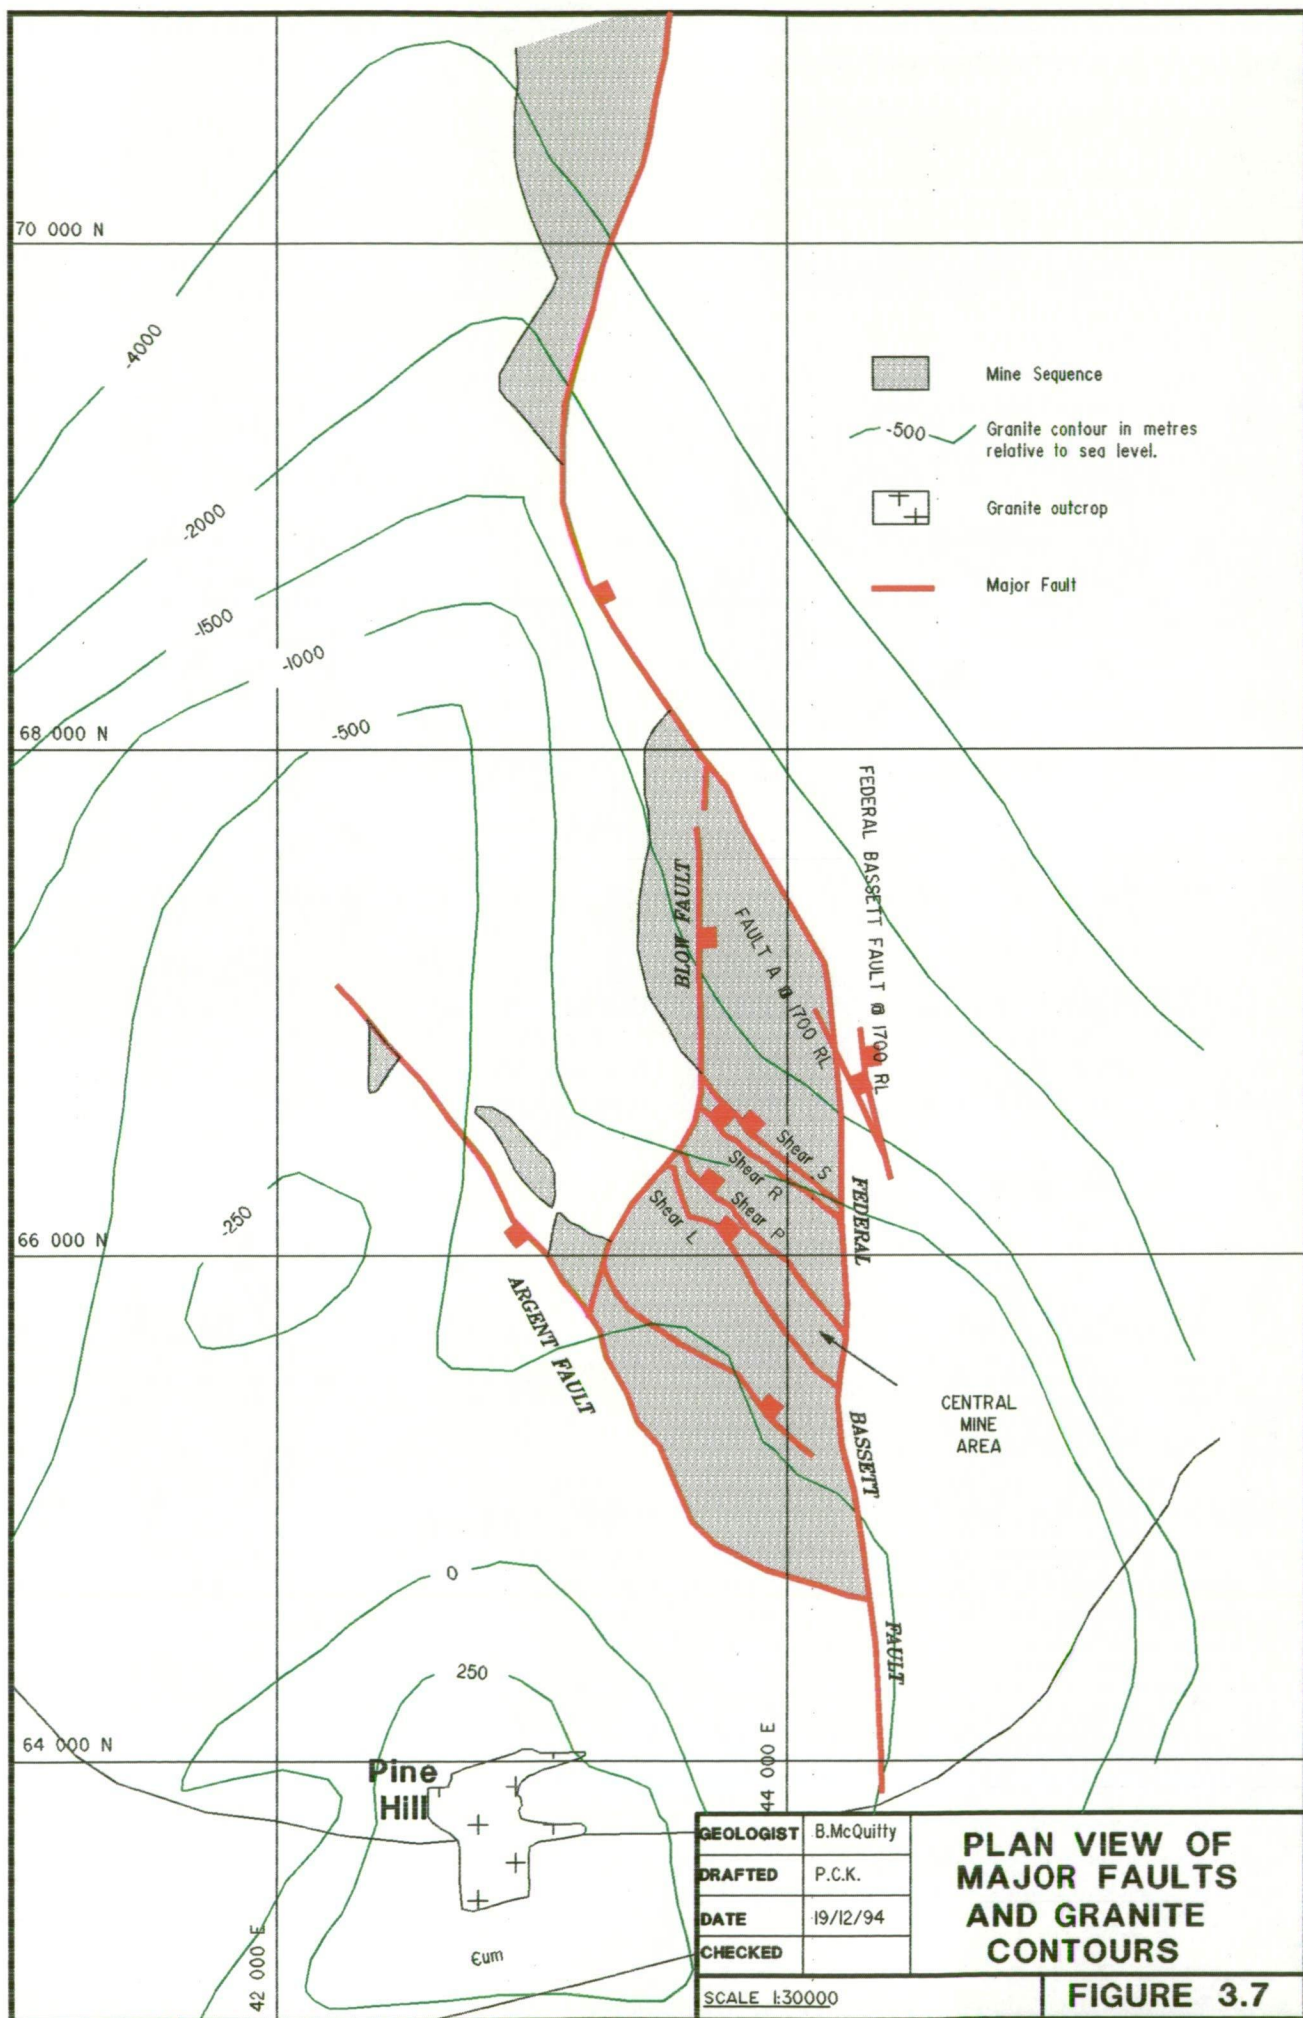 70 000 N
-4000
Mine Sequence
-500
Granite contour in metres
relative to sea level.
-2000
Granite outcrop
Major Fault
-1500
-1000
-500
68 000 N
FEDERAL BASSETT FAULT @ 1700 RL
BLOW FAULT
FAULT A @ 1700 RL
Shear S
Shear R
Shear P
Shear L
FEDERAL
-250
66 000 N
ARGENT FAULT
CENTRAL
MINE
AREA
BASSETT
0
FAULT
250
64 000 N
44 000 E
Pine
Hill
42 000 E
Єum
GEOLOGIST B.McQuitty
DRAFTED P.C.K.
DATE 19/12/94
CHECKED
SCALE 1:30000
PLAN VIEW OF
MAJOR FAULTS
AND GRANITE
CONTOURS
FIGURE 3.7